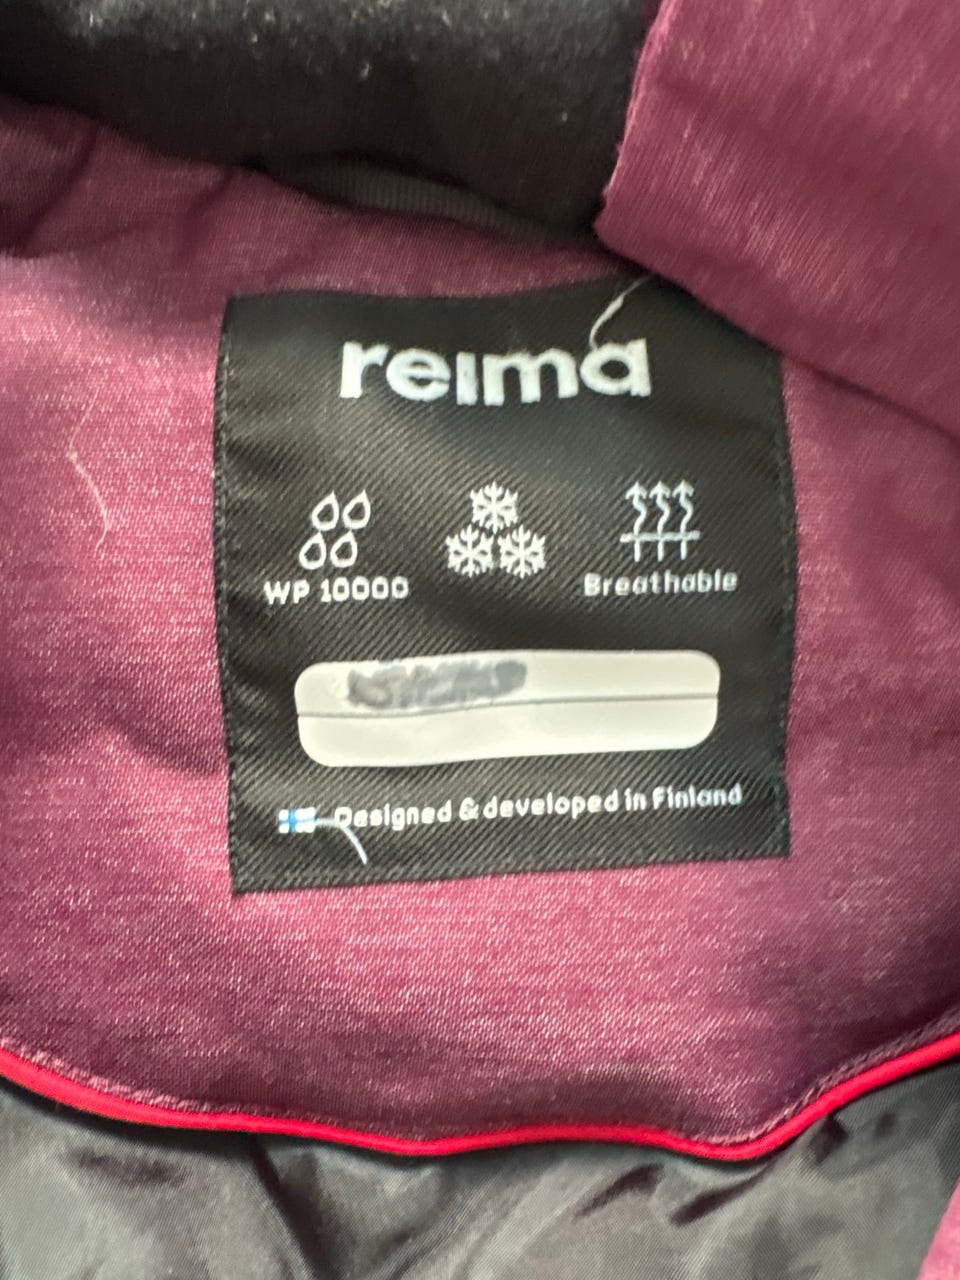 reima
WP 10000
Breathable
Designed & developed in Finland